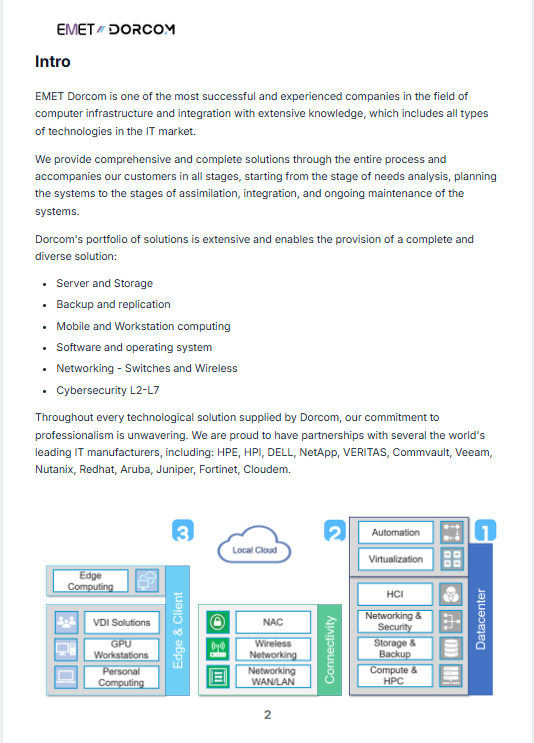 EMET // DORCOM
Intro
EMET Dorcom is one of the most successful and experienced companies in the field of
computer infrastructure and integration with extensive knowledge, which includes all types
of technologies in the IT market.
We provide comprehensive and complete solutions through the entire process and
accompanies our customers in all stages, starting from the stage of needs analysis, planning
the systems to the stages of assimilation, integration, and ongoing maintenance of the
systems.
Dorcom's portfolio of solutions is extensive and enables the provision of a complete and
diverse solution:
• Server and Storage
• Backup and replication
• Mobile and Workstation computing
• Software and operating system
• Networking - Switches and Wireless
• Cybersecurity L2-L7
Throughout every technological solution supplied by Dorcom, our commitment to
professionalism is unwavering. We are proud to have partnerships with several the world's
leading IT manufacturers, including: HPE, HPI, DELL, NetApp, VERITAS, Commvault, Veeam,
Nutanix, Redhat, Aruba, Juniper, Fortinet, Cloudem.
3
Edge
Computing
VDI Solutions
GPU
Workstations
Personal
Computing
Edge & Client
Local Cloud
2
NAC
Wireless
Networking
Networking
WAN/LAN
Connectivity
1
Automation
Virtualization
HCI
Networking &
Security
Storage &
Backup
Compute &
HPC
Datacenter
2